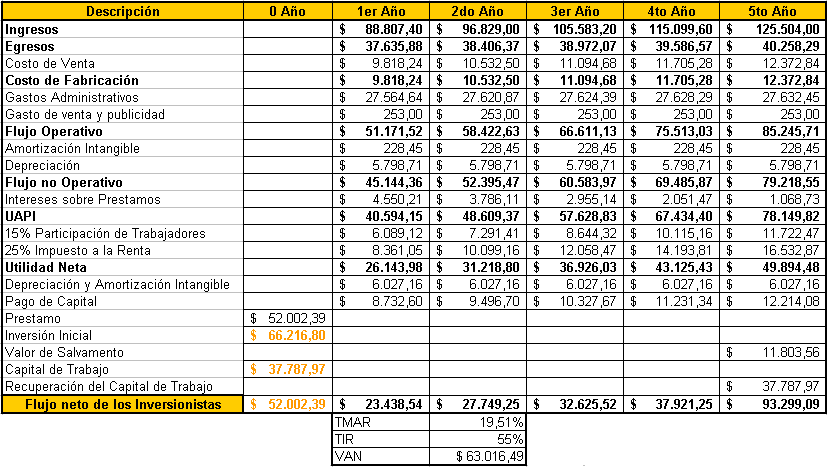 Descripción 0 Año 1er Año 2do Año 3er Año 4to Año 5to Año
Ingresos $ 88.807,40 $ 96.829,00 $ 105.583,20 $ 115.099,60 $ 125.504,00
Egresos $ 37.635,88 $ 38.406,37 $ 38.972,07 $ 39.586,57 $ 40.258,29
Costo de Venta $ 9.818,24 $ 10.532,50 $ 11.094,68 $ 11.705,28 $ 12.372,84
Costo de Fabricación $ 9.818,24 $ 10.532,50 $ 11.094,68 $ 11.705,28 $ 12.372,84
Gastos Administrativos $ 27.564,64 $ 27.620,87 $ 27.624,39 $ 27.628,29 $ 27.632,45
Gasto de venta y publicidad $ 253,00 $ 253,00 $ 253,00 $ 253,00 $ 253,00
Flujo Operativo $ 51.171,52 $ 58.422,63 $ 66.611,13 $ 75.513,03 $ 85.245,71
Amortización Intangible $ 228,45 $ 228,45 $ 228,45 $ 228,45 $ 228,45
Depreciación $ 5.798,71 $ 5.798,71 $ 5.798,71 $ 5.798,71 $ 5.798,71
Flujo no Operativo $ 45.144,36 $ 52.395,47 $ 60.583,97 $ 69.485,87 $ 79.218,55
Intereses sobre Prestamos $ 4.550,21 $ 3.786,11 $ 2.955,14 $ 2.051,47 $ 1.068,73
UAPI $ 40.594,15 $ 48.609,37 $ 57.628,83 $ 67.434,40 $ 78.149,82
15% Participación de Trabajadores $ 6.089,12 $ 7.291,41 $ 8.644,32 $ 10.115,16 $ 11.722,47
25% Impuesto a la Renta $ 8.361,05 $ 10.099,16 $ 12.058,47 $ 14.193,81 $ 16.532,87
Utilidad Neta $ 26.143,98 $ 31.218,80 $ 36.926,03 $ 43.125,43 $ 49.894,48
Depreciación y Amortización Intangible $ 6.027,16 $ 6.027,16 $ 6.027,16 $ 6.027,16 $ 6.027,16
Pago de Capital $ 8.732,60 $ 9.496,70 $ 10.327,67 $ 11.231,34 $ 12.214,08
Prestamo $ 52.002,39
Inversión Inicial $ 66.216,80
Valor de Salvamento $ 11.803,56
Capital de Trabajo $ 37.787,97
Recuperación del Capital de Trabajo $ 37.787,97
Flujo neto de los Inversionistas $ 52.002,39 $ 23.438,54 $ 27.749,25 $ 32.625,52 $ 37.921,25 $ 93.299,09
TMAR 19,51%
TIR 55%
VAN $ 63.016,49